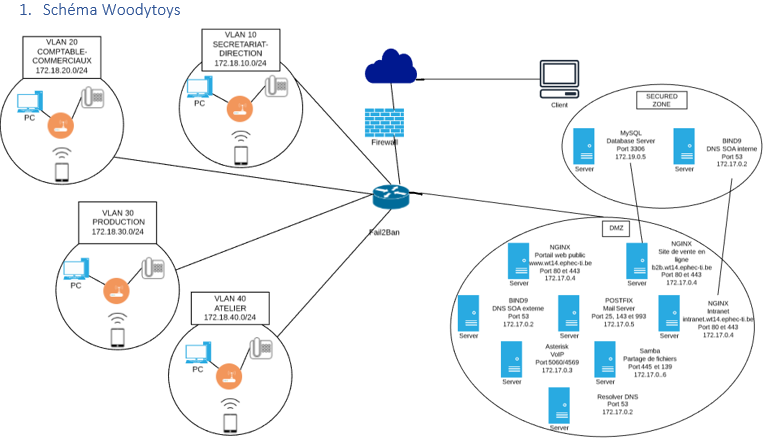 1. Schéma Woodytoys
VLAN 20
COMPTABLE-
COMMERCIAUX
172.18.20.0/24
PC
VLAN 10
SECRETARIAT-
DIRECTION
172.18.10.0/24
PC
Firewall
Client
Fail2Ban
SECURED
ZONE
Server
MySQL
Database Server
Port 3306
172.19.0.5
Server
BIND9
DNS SOA interne
Port 53
172.17.0.2
VLAN 30
PRODUCTION
172.18.30.0/24
PC
VLAN 40
ATELIER
172.18.40.0/24
PC
DMZ
Server
NGINX
Portail web public
www.wt14.ephec-ti.be
Port 80 et 443
172.17.0.4
Server
NGINX
Site de vente en
ligne
b2b.wt14.ephec-ti.be
Port 80 et 443
172.17.0.4
Server
BIND9
DNS SOA externe
Port 53
172.17.0.2
Server
POSTFIX
Mail Server
Port 25, 143 et 993
172.17.0.5
Server
NGINX
Intranet
intranet.wt14.ephec-ti.be
Port 80 et 443
172.17.0.4
Server
Asterisk
VoIP
Port 5060/4569
172.17.0.3
Server
Samba
Partage de fichiers
Port 445 et 139
172.17.0..6
Server
Resolver DNS
Port 53
172.17.0.2